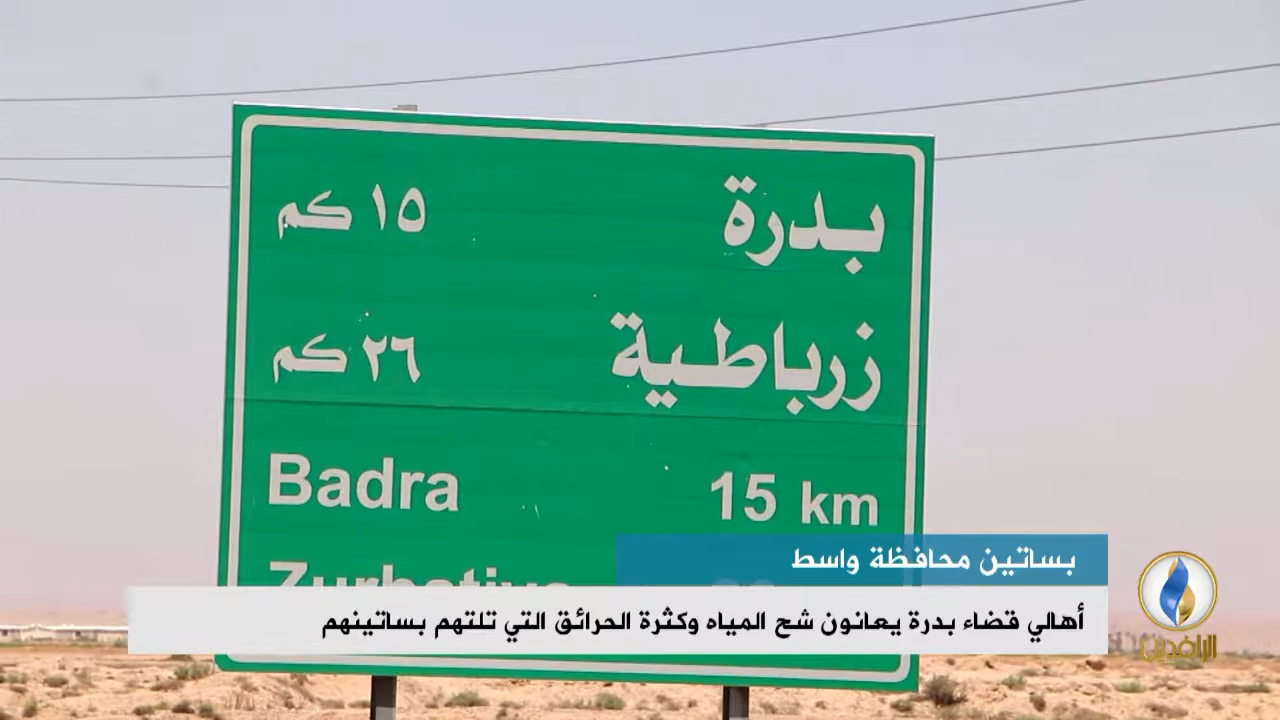 بدرة ١٥ كم
زرباطية ٢٦ كم
Badra 15 km
بساتين محافظة واسط
أهالي قضاء بدرة يعانون شح المياه وكثرة الحرائق التي تلتهم بساتينهم
الرافدين